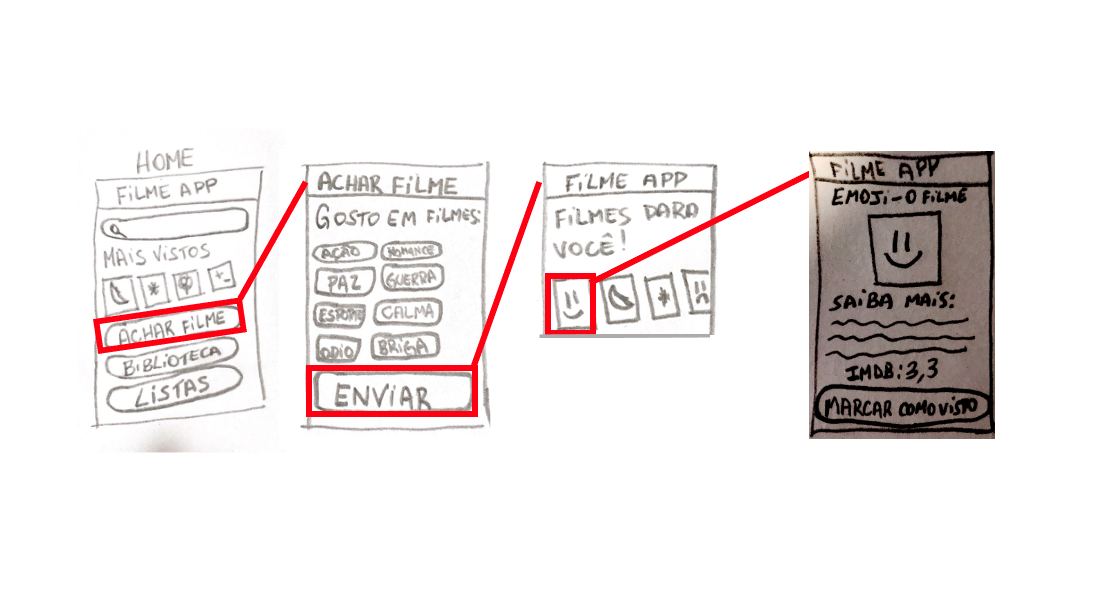 HOME
FILME APP
MAIS VISTOS
ACHAR FILME
BIBLIOTECA
LISTAS
ACHAR FILME
GOSTO EM FILMES:
AÇÃO ROMANCE
PAZ GUERRA
CALMA
ODIO BRIGA
ENVIAR
FILME APP
FILMES PARA
VOCÊ!
FILME APP
EMOJI-O FILME
SAIBA MAIS:
IMDB:3,3
MARCAR COMO VISTO